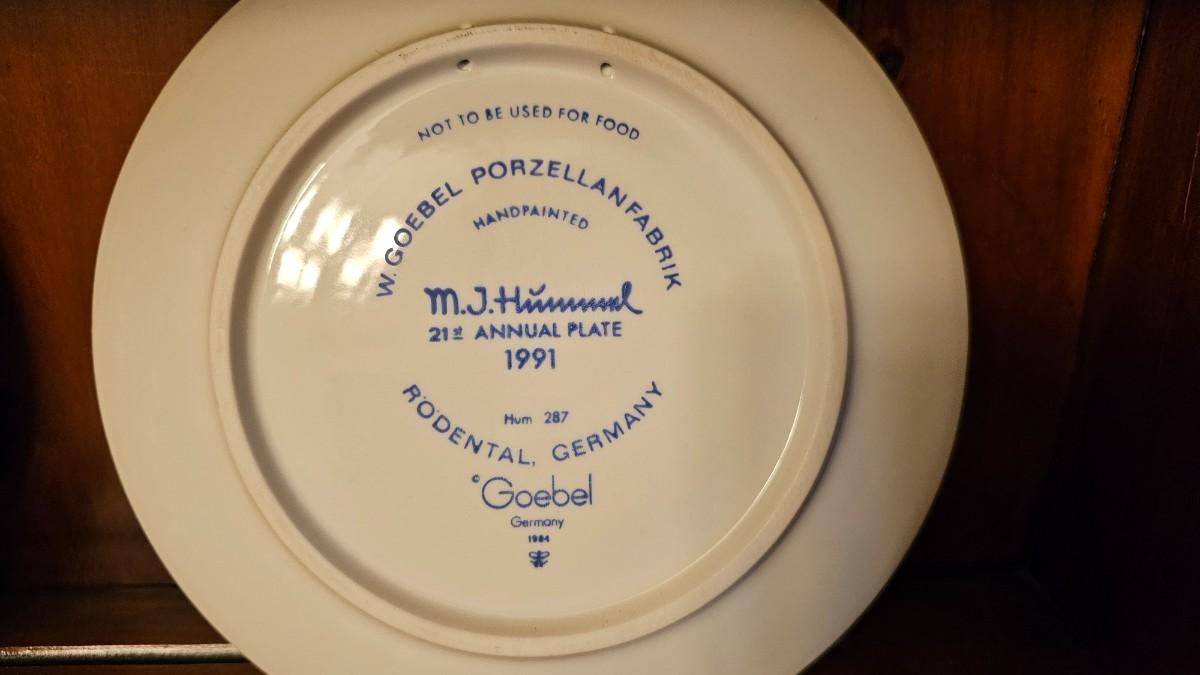 NOT TO BE USED FOR FOOD
W. GOEBEL PORZELLANFABRIK
HANDPAINTED
M.J.Hummel
21st ANNUAL PLATE
1991
Hum 287
RÖDENTAL, GERMANY
©Goebel
Germany
1984